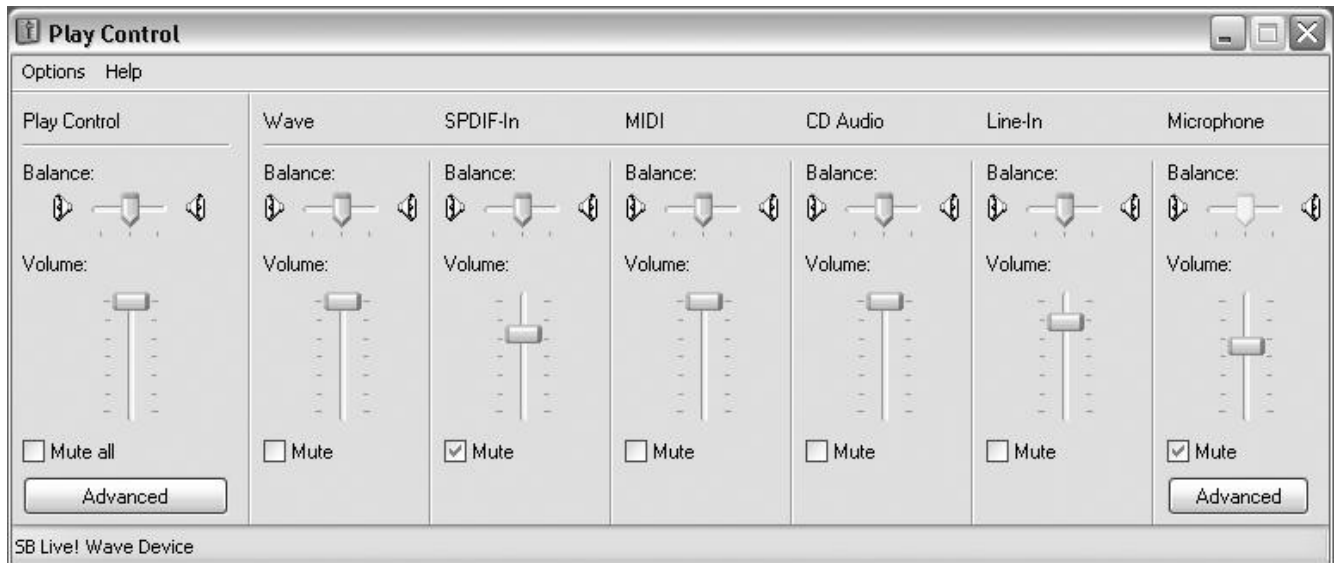 Play Control
Options Help
Play Control Wave SPDIF-In MIDI CD Audio Line-In Microphone
Balance: Balance: Balance: Balance: Balance: Balance: Balance:
Volume: Volume: Volume: Volume: Volume: Volume: Volume:
Mute all Mute Mute Mute Mute Mute Mute
Advanced Advanced
SB Live! Wave Device